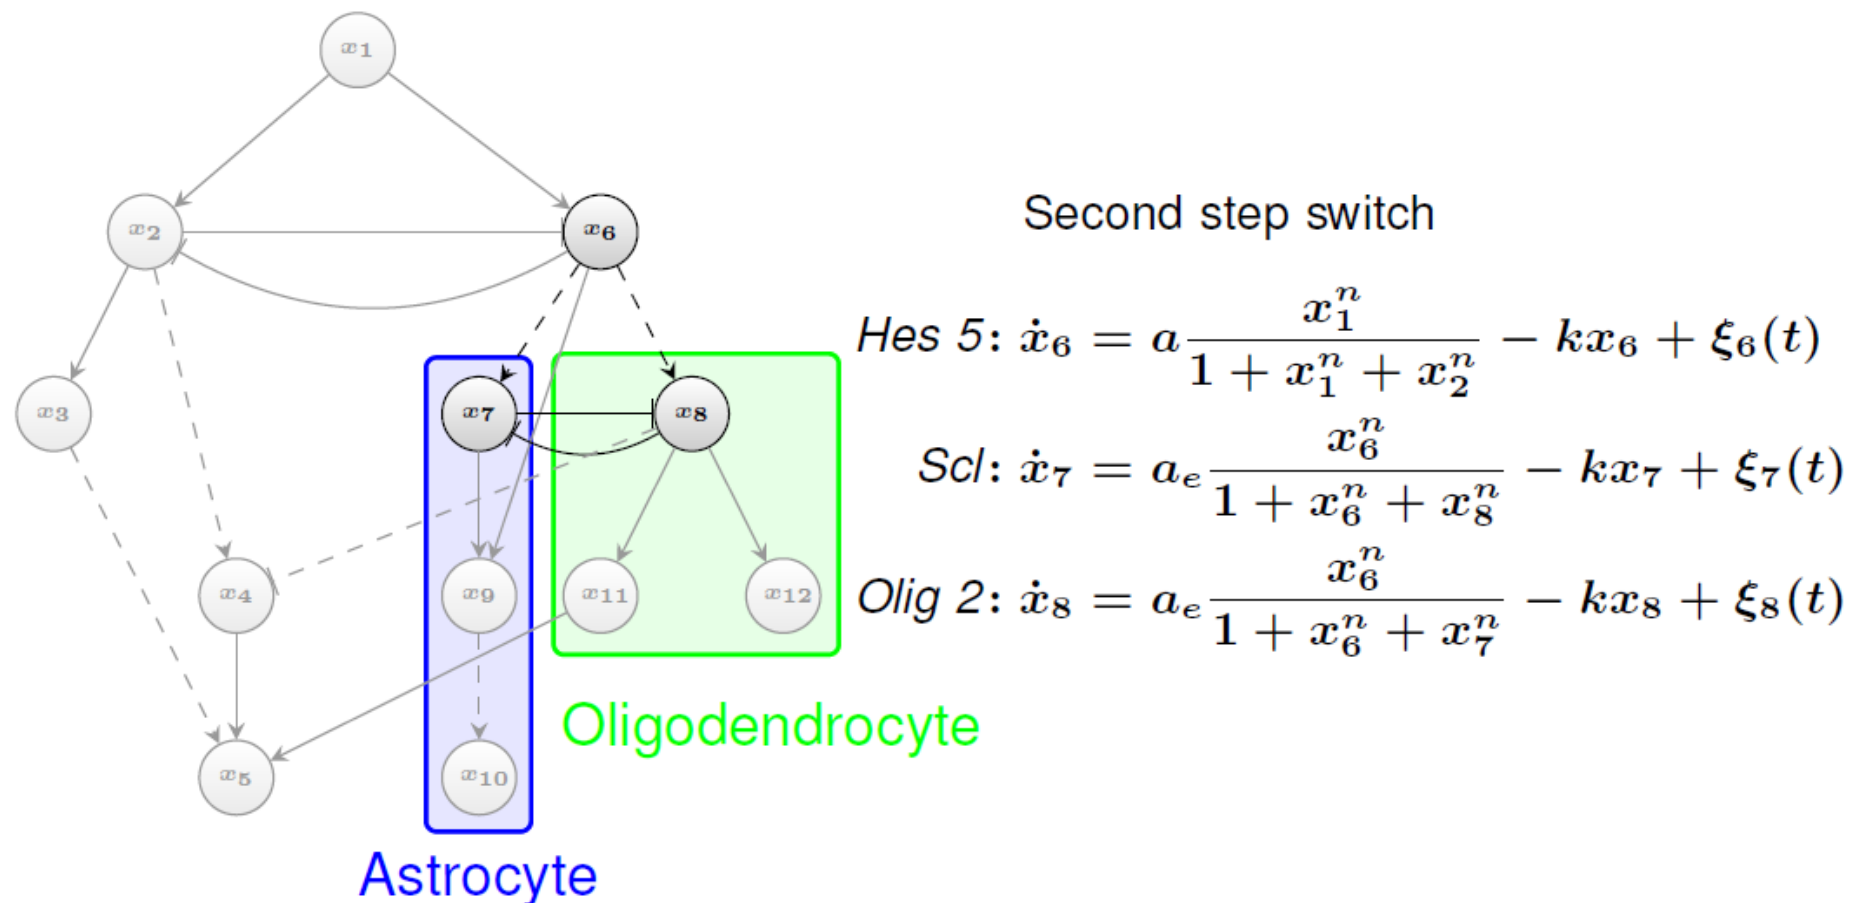 x1
x2
x6
Second step switch
Hes 5: ẋ6 = a x1^n / (1 + x1^n + x2^n) − kx6 + ξ6(t)
x3
x7
x8
Scl: ẋ7 = ae x6^n / (1 + x6^n + x8^n) − kx7 + ξ7(t)
x4
x9
x11
x12
Olig 2: ẋ8 = ae x6^n / (1 + x6^n + x7^n) − kx8 + ξ8(t)
Oligodendrocyte
x5
x10
Astrocyte